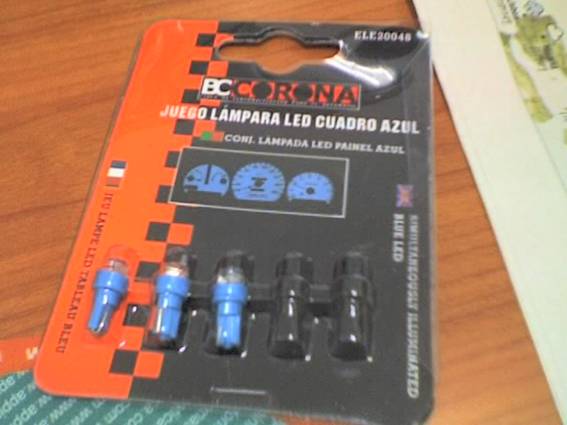 ELE20048
BC CORONA
JUEGO LÁMPARA LED CUADRO AZUL
CONJ. LÂMPADA LED PAINEL AZUL
JEU LAMPE LED TABLEAU BLEU
SIMULTANEOUSLY ILLUMINATED
BLUE LED